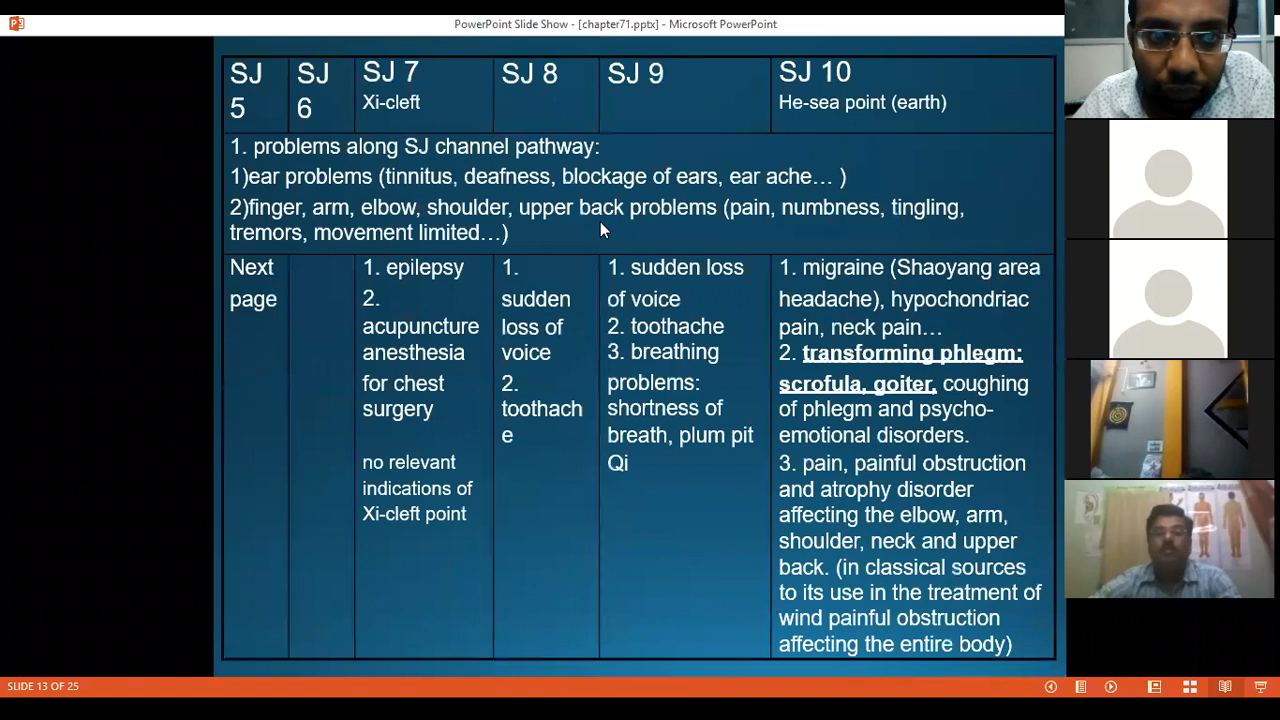 PowerPoint Slide Show - [chapter71.pptx] - Microsoft PowerPoint
SJ
5
SJ
6
SJ 7
Xi-cleft
SJ 8
SJ 9
SJ 10
He-sea point (earth)
1. problems along SJ channel pathway:
1)ear problems (tinnitus, deafness, blockage of ears, ear ache… )
2)finger, arm, elbow, shoulder, upper back problems (pain, numbness, tingling,
tremors, movement limited…)
Next
page
1. epilepsy
2.
acupuncture
anesthesia
for chest
surgery
no relevant
indications of
Xi-cleft point
1.
sudden
loss of
voice
2.
toothach
e
1. sudden loss
of voice
2. toothache
3. breathing
problems:
shortness of
breath, plum pit
Qi
1. migraine (Shaoyang area
headache), hypochondriac
pain, neck pain…
2. transforming phlegm:
scrofula, goiter, coughing
of phlegm and psycho-
emotional disorders.
3. pain, painful obstruction
and atrophy disorder
affecting the elbow, arm,
shoulder, neck and upper
back. (in classical sources
to its use in the treatment of
wind painful obstruction
affecting the entire body)
SLIDE 13 OF 25